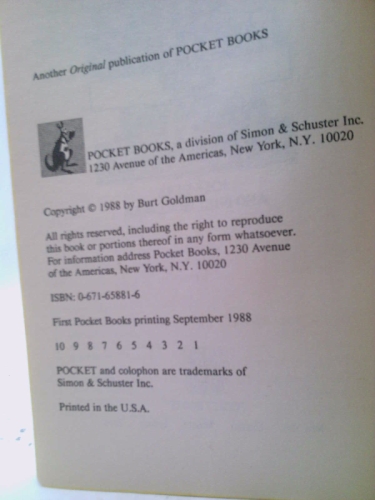 Another Original publication of POCKET BOOKS
POCKET BOOKS, a division of Simon & Schuster Inc.
1230 Avenue of the Americas, New York, N.Y. 10020
Copyright © 1988 by Burt Goldman
All rights reserved, including the right to reproduce
this book or portions thereof in any form whatsoever.
For information address Pocket Books, 1230 Avenue
of the Americas, New York, N.Y. 10020
ISBN: 0-671-65881-6
First Pocket Books printing September 1988
10 9 8 7 6 5 4 3 2 1
POCKET and colophon are trademarks of
Simon & Schuster Inc.
Printed in the U.S.A.